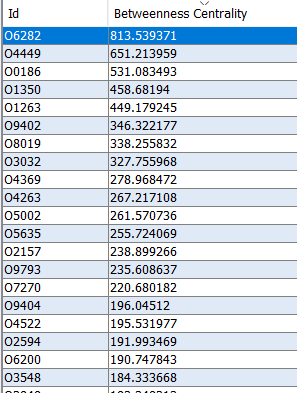 Id Betweenness Centrality
O6282 813.539371
O4449 651.213959
O0186 531.083493
O1350 458.68194
O1263 449.179245
O9402 346.322177
O8019 338.255832
O3032 327.755968
O4369 278.968472
O4263 267.217108
O5002 261.570736
O5635 255.724069
O2157 238.899266
O9793 235.608637
O7270 220.680182
O9404 196.04512
O4522 195.531977
O2594 191.993469
O6200 190.747843
O3548 184.333668